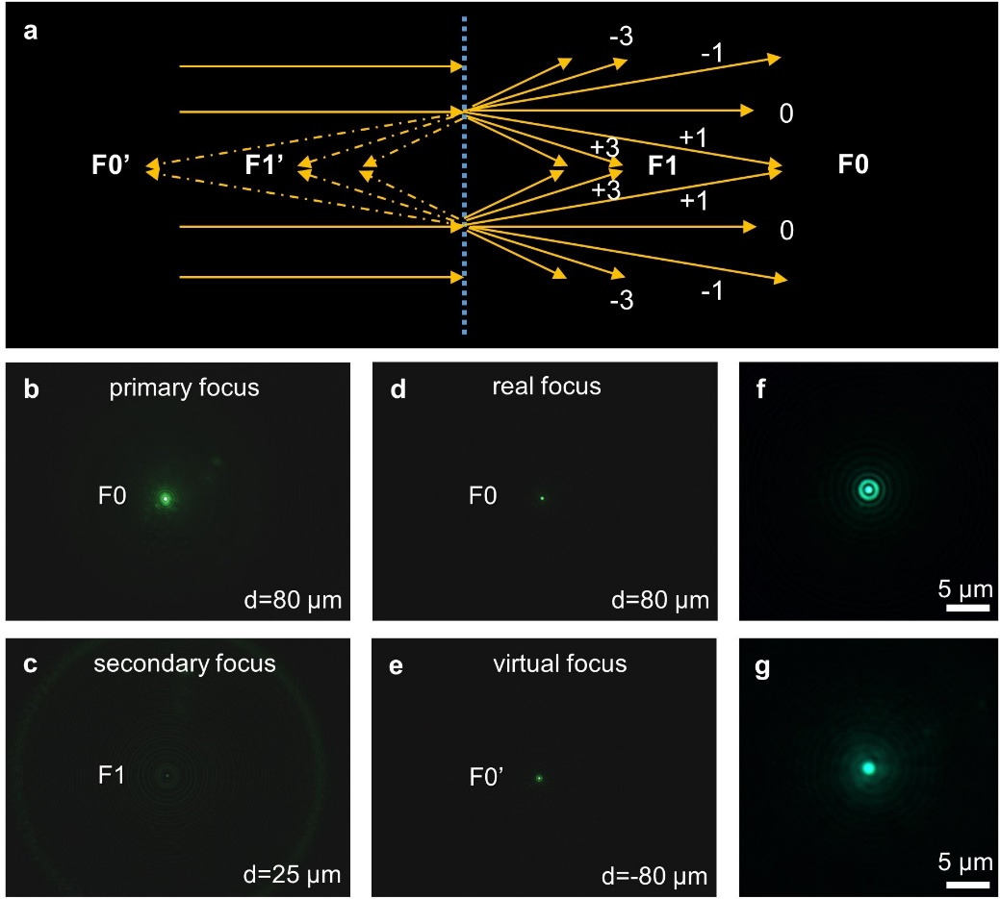 a
-3
-1
0
+1
+3
F0’
F1’
F1
F0
+3
+1
0
-1
-3
b
primary focus
F0
d=80 µm
d
real focus
F0
d=80 µm
f
5 µm
c
secondary focus
F1
d=25 µm
e
virtual focus
F0’
d=-80 µm
g
5 µm